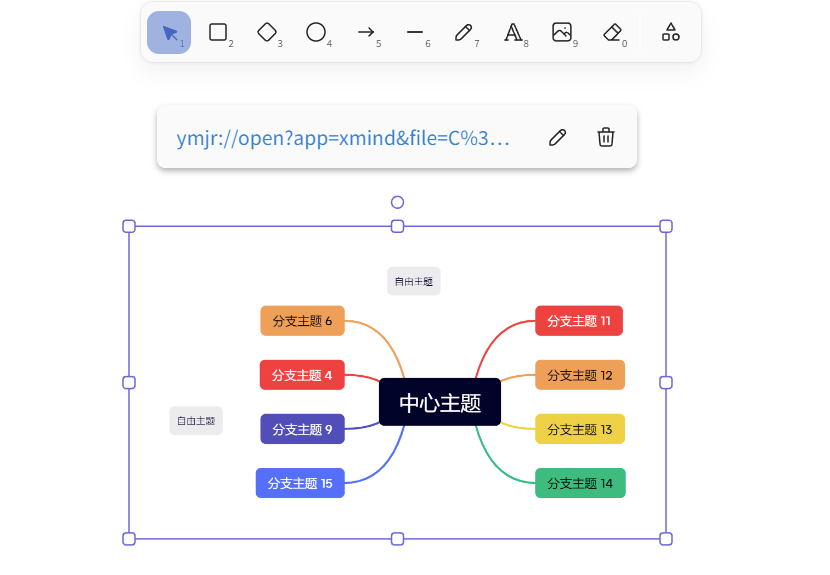 1 2 3 4 5 6 7 A 8 9 0
ymjr://open?app=xmind&file=C%3...
自由主题
分支主题 6
分支主题 11
分支主题 4
分支主题 12
中心主题
自由主题
分支主题 9
分支主题 13
分支主题 15
分支主题 14